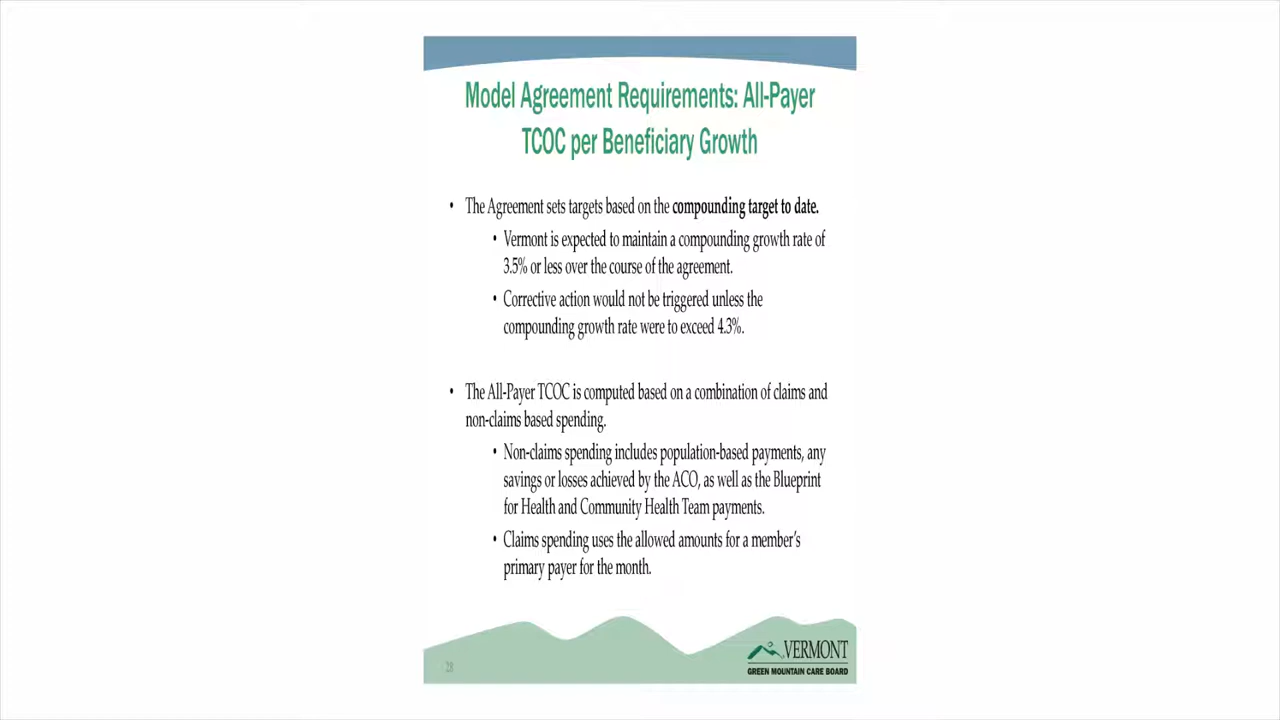 Model Agreement Requirements: All-Payer
TCOC per Beneficiary Growth
• The Agreement sets targets based on the compounding target to date.
• Vermont is expected to maintain a compounding growth rate of
3.5% or less over the course of the agreement.
• Corrective action would not be triggered unless the
compounding growth rate were to exceed 4.3%.
• The All-Payer TCOC is computed based on a combination of claims and
non-claims based spending.
• Non-claims spending includes population-based payments, any
savings or losses achieved by the ACO, as well as the Blueprint
for Health and Community Health Team payments.
• Claims spending uses the allowed amounts for a member's
primary payer for the month.
28
VERMONT
GREEN MOUNTAIN CARE BOARD